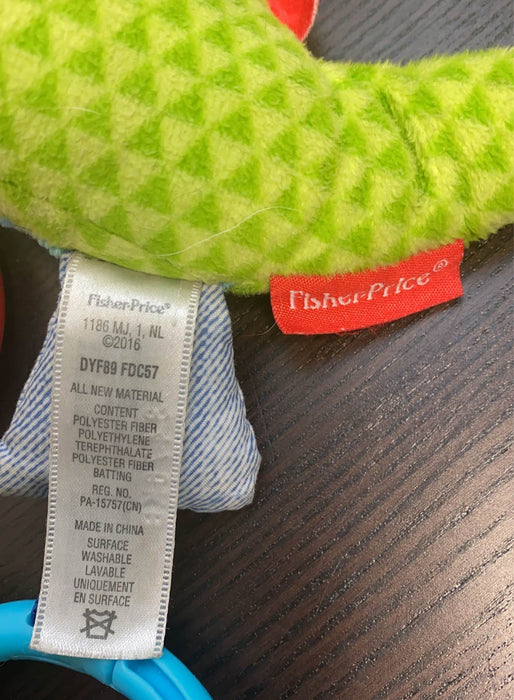 Fisher-Price®
Fisher-Price®
1186 MJ, 1, NL
©2016
DYF89 FDC57
ALL NEW MATERIAL
CONTENT
POLYESTER FIBER
POLYETHYLENE
TEREPHTHALATE
POLYESTER FIBER
BATTING
REG. NO.
PA-15757(CN)
MADE IN CHINA
SURFACE
WASHABLE
LAVABLE
UNIQUEMENT
EN SURFACE